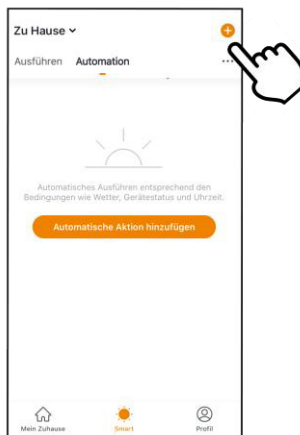 Zu Hause
Ausführen Automation
Automatisches Ausführen entsprechend den
Bedingungen wie Wetter, Gerätestatus und Uhrzeit.
Automatische Aktion hinzufügen
Mein Zuhause Smart Profil